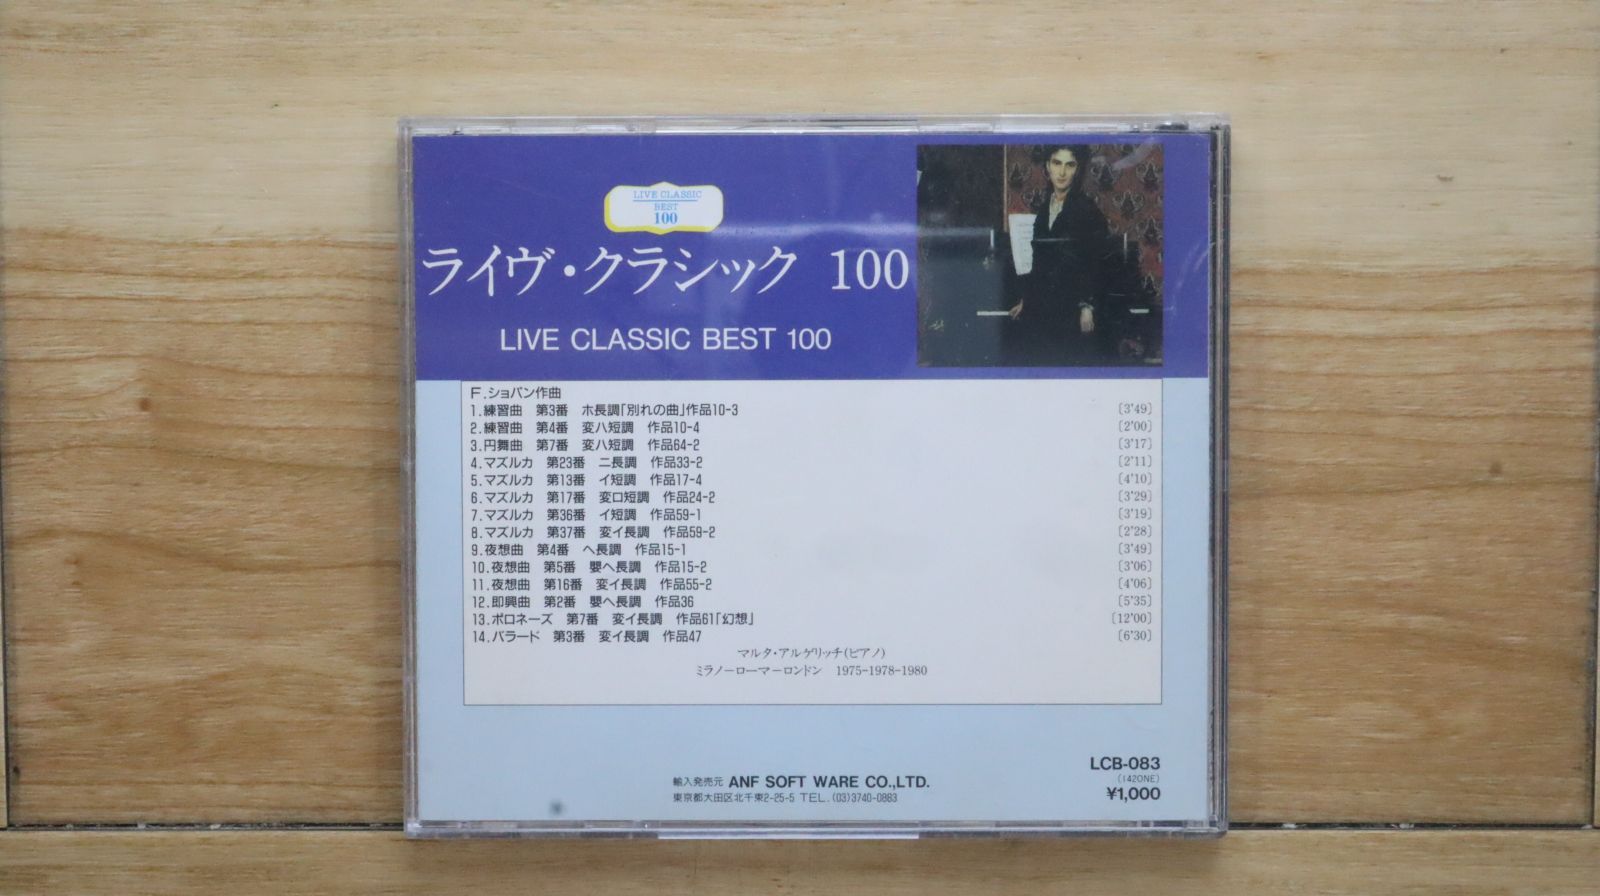 LIVE CLASSIC
BEST
100
ライヴ・クラシック 100
LIVE CLASSIC BEST 100
F.ショパン作曲
1.練習曲 第3番 ホ長調「別れの曲」作品10-3 〔3'49〕
2.練習曲 第4番 変ハ短調 作品10-4 〔2'00〕
3.円舞曲 第7番 変ハ短調 作品64-2 〔3'17〕
4.マズルカ 第23番 ニ長調 作品33-2 〔2'11〕
5.マズルカ 第13番 イ短調 作品17-4 〔4'10〕
6.マズルカ 第17番 変ロ短調 作品24-2 〔3'29〕
7.マズルカ 第36番 イ短調 作品59-1 〔3'19〕
8.マズルカ 第37番 変イ長調 作品59-2 〔2'28〕
9.夜想曲 第4番 ヘ長調 作品15-1 〔3'49〕
10.夜想曲 第5番 嬰ヘ長調 作品15-2 〔3'06〕
11.夜想曲 第16番 変イ長調 作品55-2 〔4'06〕
12.即興曲 第2番 嬰ヘ長調 作品36 〔5'35〕
13.ポロネーズ 第7番 変イ長調 作品61「幻想」 〔12'00〕
14.バラード 第3番 変イ長調 作品47 〔6'30〕
マルタ・アルゲリッチ(ピアノ)
ミラノーローマーロンドン 1975-1978-1980
LCB-083
(142ONE)
¥1,000
輸入発売元 ANF SOFT WARE CO.,LTD.
東京都大田区北千束2-25-5 TEL.(03)3740-0883